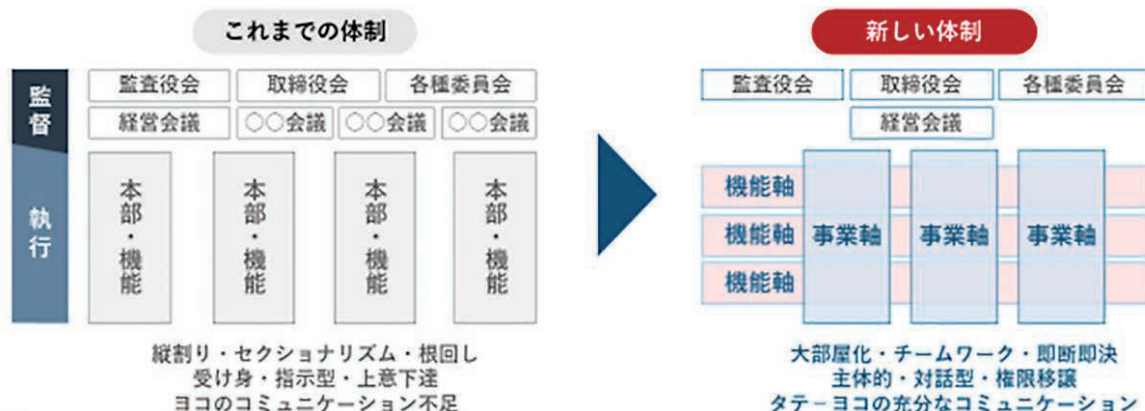 これまでの体制
監督
監査役会
取締役会
各種委員会
経営会議
○○会議
○○会議
○○会議
執行
本部・機能
本部・機能
本部・機能
本部・機能
縦割り・セクショナリズム・根回し
受け身・指示型・上意下達
ヨコのコミュニケーション不足
新しい体制
監査役会
取締役会
各種委員会
経営会議
機能軸
機能軸
機能軸
事業軸
事業軸
事業軸
大部屋化・チームワーク・即断即決
主体的・対話型・権限移譲
タテ－ヨコの充分なコミュニケーション